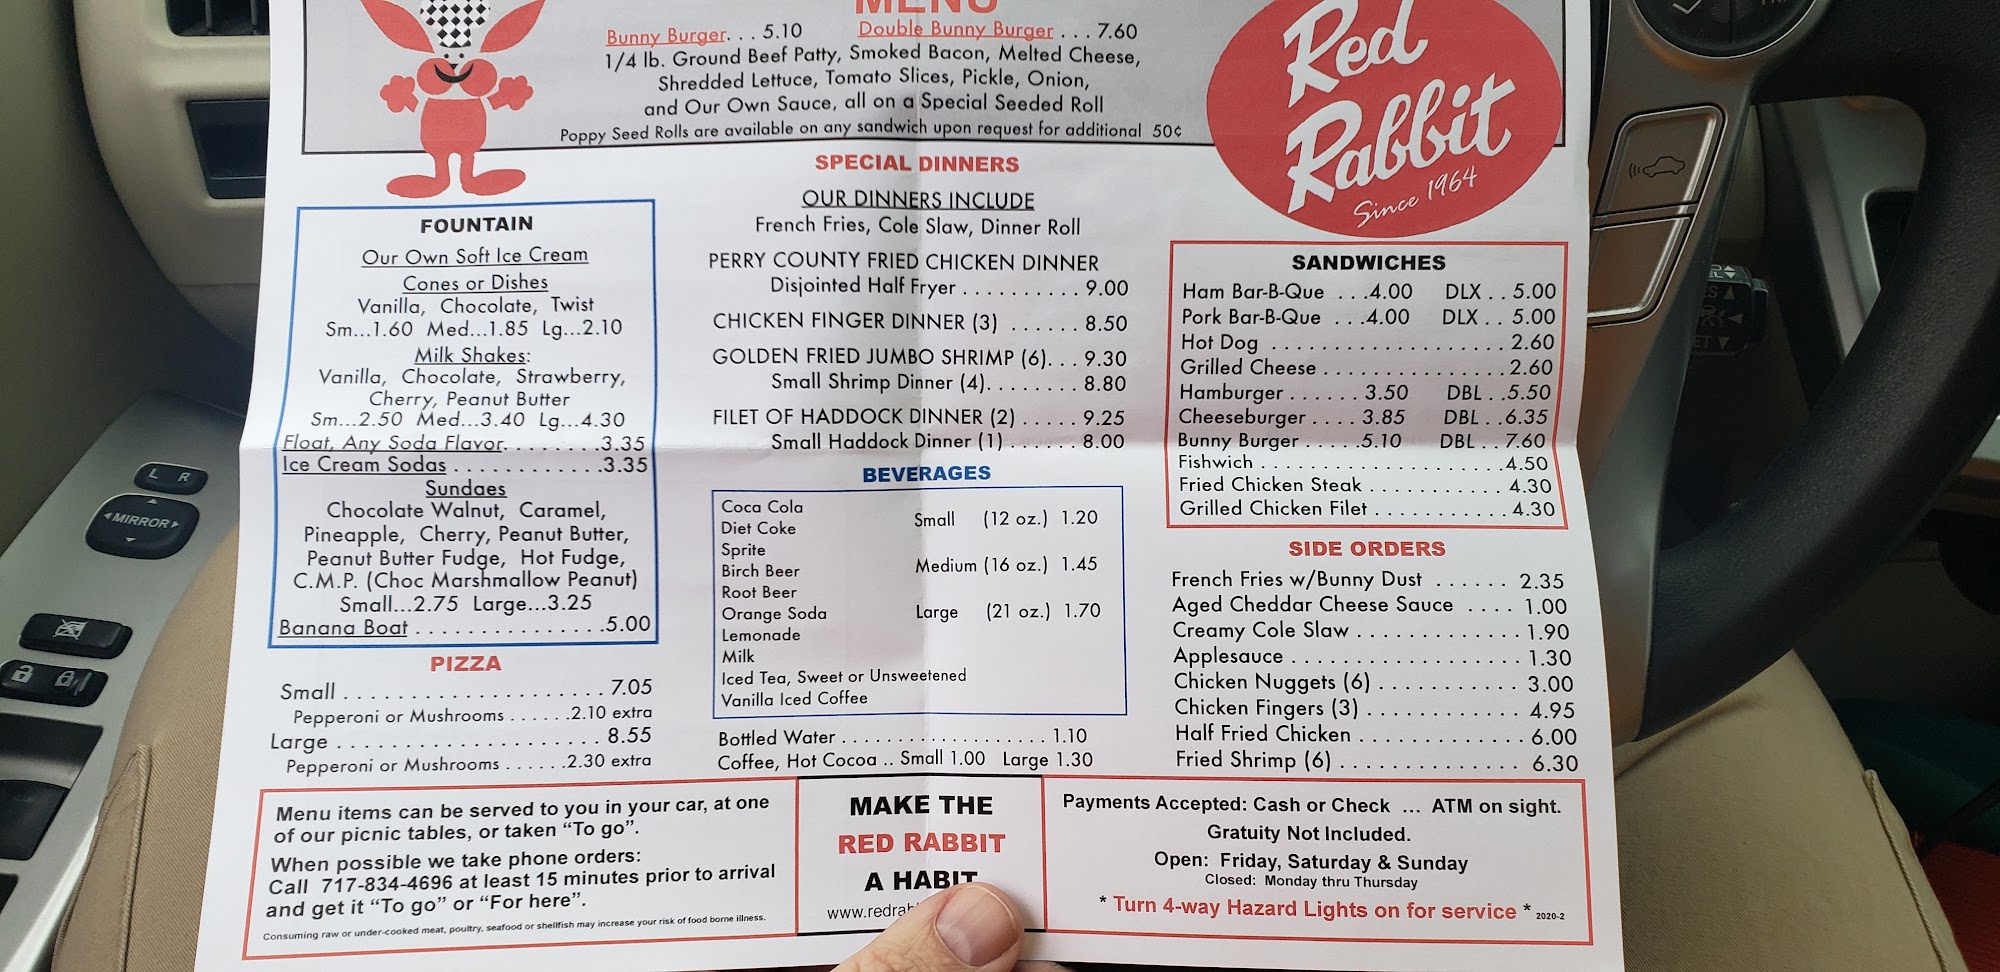 MENU
Bunny Burger. . . 5.10 Double Bunny Burger . . . 7.60
1/4 lb. Ground Beef Patty, Smoked Bacon, Melted Cheese,
Shredded Lettuce, Tomato Slices, Pickle, Onion,
and Our Own Sauce, all on a Special Seeded Roll
Poppy Seed Rolls are available on any sandwich upon request for additional 50¢
Red
Rabbit
Since 1964
FOUNTAIN
Our Own Soft Ice Cream
Cones or Dishes
Vanilla, Chocolate, Twist
Sm...1.60 Med...1.85 Lg...2.10
Milk Shakes:
Vanilla, Chocolate, Strawberry,
Cherry, Peanut Butter
Sm...2.50 Med...3.40 Lg...4.30
Float, Any Soda Flavor. . . . . . . .3.35
Ice Cream Sodas . . . . . . . . . . . .3.35
Sundaes
Chocolate Walnut, Caramel,
Pineapple, Cherry, Peanut Butter,
Peanut Butter Fudge, Hot Fudge,
C.M.P. (Choc Marshmallow Peanut)
Small...2.75 Large...3.25
Banana Boat . . . . . . . . . . . . . . .5.00
PIZZA
Small . . . . . . . . . . . . . . . . . . . . 7.05
Pepperoni or Mushrooms . . . . . .2.10 extra
Large . . . . . . . . . . . . . . . . . . . . 8.55
Pepperoni or Mushrooms . . . . . .2.30 extra
SPECIAL DINNERS
OUR DINNERS INCLUDE
French Fries, Cole Slaw, Dinner Roll
PERRY COUNTY FRIED CHICKEN DINNER
Disjointed Half Fryer . . . . . . . . . . 9.00
CHICKEN FINGER DINNER (3) . . . . . . 8.50
GOLDEN FRIED JUMBO SHRIMP (6). . . 9.30
Small Shrimp Dinner (4). . . . . . . . 8.80
FILET OF HADDOCK DINNER (2) . . . . . 9.25
Small Haddock Dinner (1) . . . . . . 8.00
BEVERAGES
Coca Cola
Diet Coke
Sprite
Birch Beer
Root Beer
Orange Soda
Lemonade
Milk
Iced Tea, Sweet or Unsweetened
Vanilla Iced Coffee
Small (12 oz.) 1.20
Medium (16 oz.) 1.45
Large (21 oz.) 1.70
Bottled Water . . . . . . . . . . . . . . . . . . 1.10
Coffee, Hot Cocoa .. Small 1.00 Large 1.30
SANDWICHES
Ham Bar-B-Que . . .4.00 DLX . . 5.00
Pork Bar-B-Que . . .4.00 DLX . . 5.00
Hot Dog . . . . . . . . . . . . . . . . . . . 2.60
Grilled Cheese . . . . . . . . . . . . . . . 2.60
Hamburger . . . . . . 3.50 DBL . .5.50
Cheeseburger . . . . 3.85 DBL . .6.35
Bunny Burger . . . . .5.10 DBL . .7.60
Fishwich . . . . . . . . . . . . . . . . . . .4.50
Fried Chicken Steak . . . . . . . . . . . 4.30
Grilled Chicken Filet . . . . . . . . . . . 4.30
SIDE ORDERS
French Fries w/Bunny Dust . . . . . . 2.35
Aged Cheddar Cheese Sauce . . . . 1.00
Creamy Cole Slaw . . . . . . . . . . . . . 1.90
Applesauce . . . . . . . . . . . . . . . . . . 1.30
Chicken Nuggets (6) . . . . . . . . . . . 3.00
Chicken Fingers (3) . . . . . . . . . . . . 4.95
Half Fried Chicken . . . . . . . . . . . . . 6.00
Fried Shrimp (6) . . . . . . . . . . . . . . 6.30
Menu items can be served to you in your car, at one
of our picnic tables, or taken “To go”.
When possible we take phone orders:
Call 717-834-4696 at least 15 minutes prior to arrival
and get it “To go” or “For here”.
Consuming raw or under-cooked meat, poultry, seafood or shellfish may increase your risk of food borne illness.
MAKE THE
RED RABBIT
A HABIT
Payments Accepted: Cash or Check ... ATM on sight.
Gratuity Not Included.
Open: Friday, Saturday & Sunday
Closed: Monday thru Thursday
* Turn 4-way Hazard Lights on for service * 2020-2
L R
MIRROR